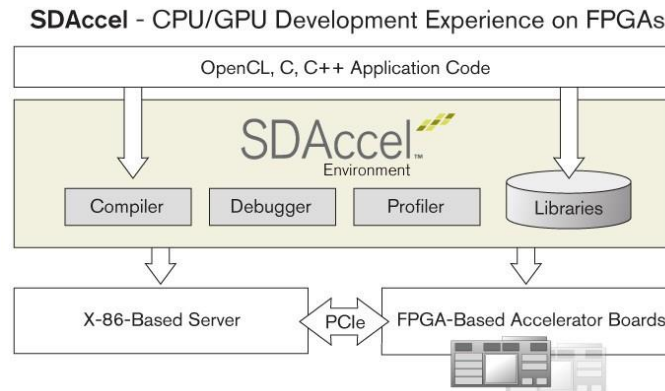 SDAccel - CPU/GPU Development Experience on FPGAs
OpenCL, C, C++ Application Code
SDAccel™
Environment
Compiler
Debugger
Profiler
Libraries
X-86-Based Server
PCIe
FPGA-Based Accelerator Boards